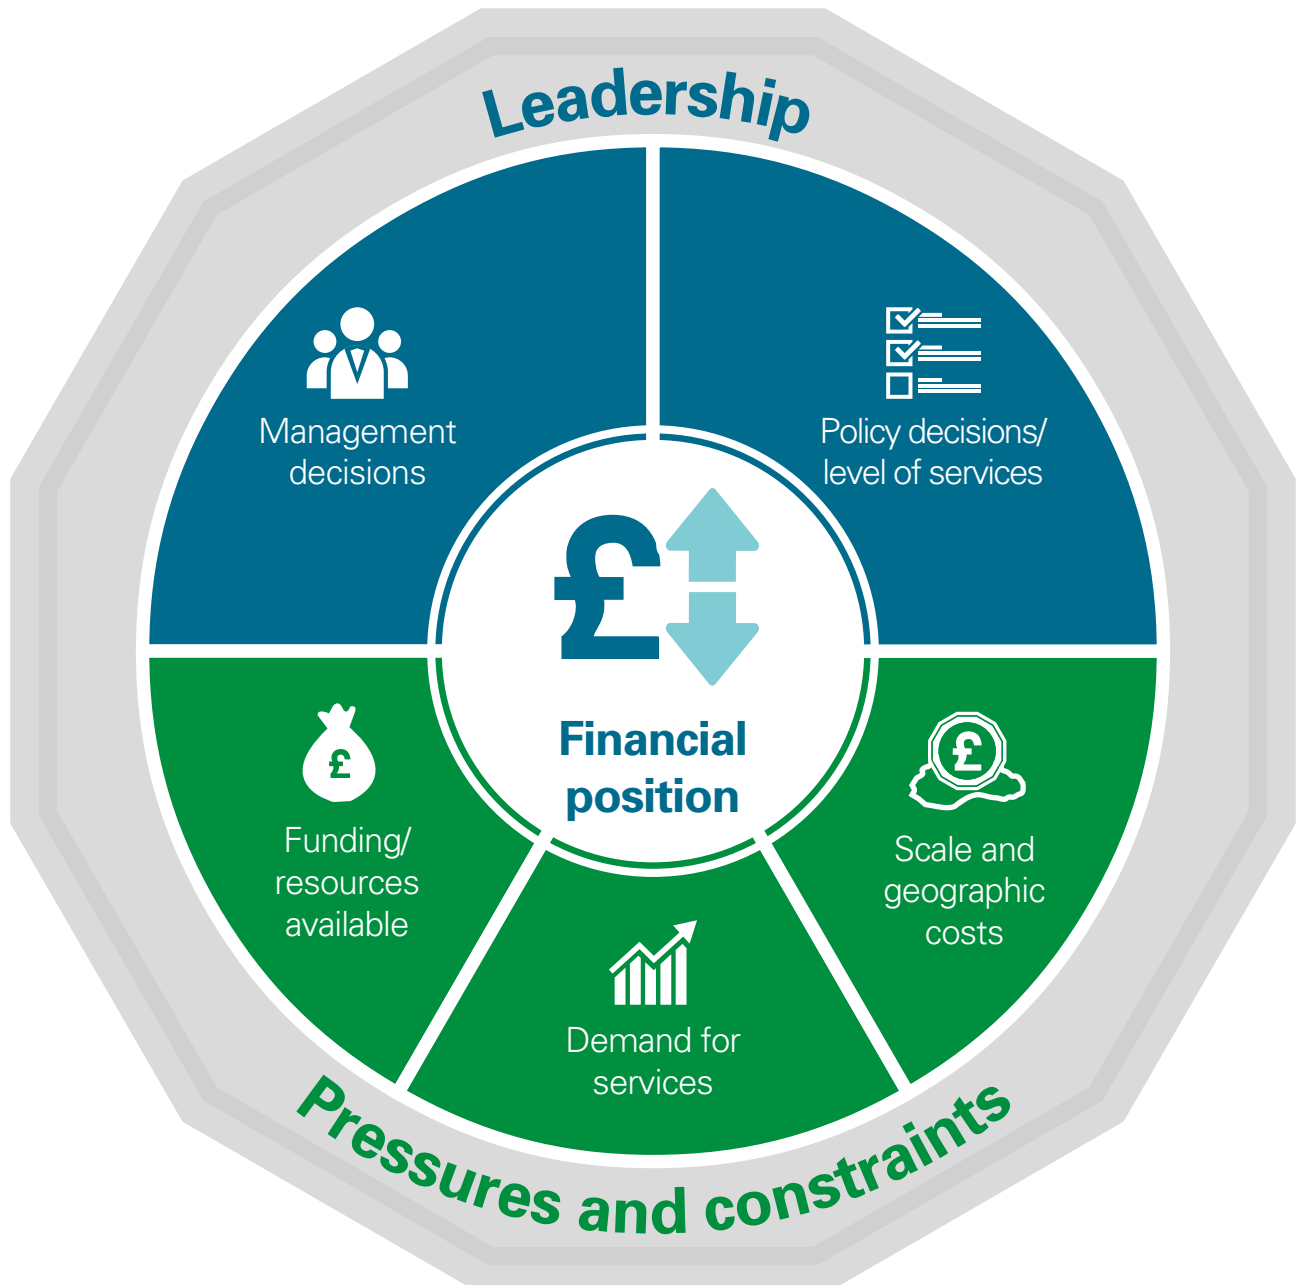 Leadership
Management
decisions
Policy decisions/
level of services
£
Financial
position
£
Funding/
resources
available
Demand for
services
£
Scale and
geographic
costs
Pressures and constraints